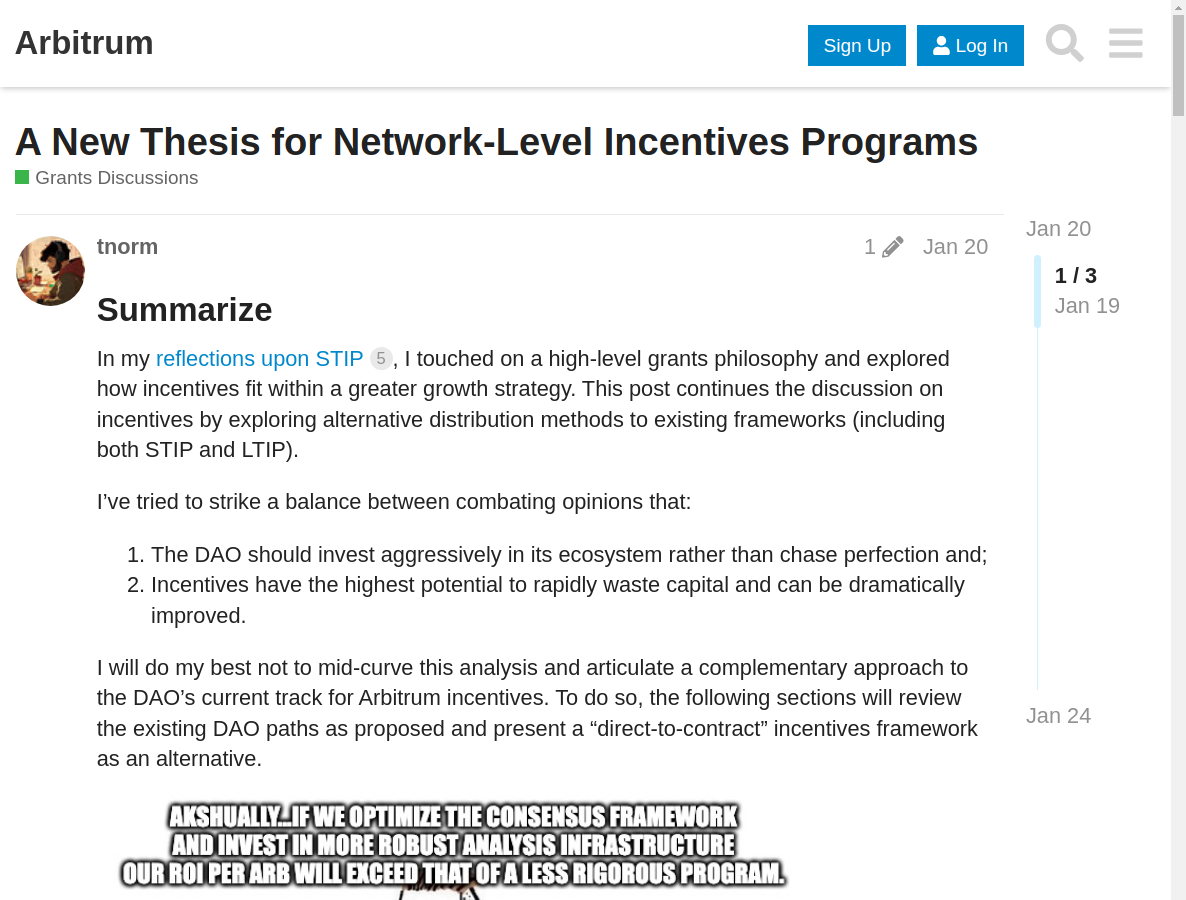 Arbitrum
Sign Up
Log In
A New Thesis for Network-Level Incentives Programs
Grants Discussions
tnorm
1
Jan 20
Jan 20
1 / 3
Jan 19
Summarize
In my reflections upon STIP 5, I touched on a high-level grants philosophy and explored
how incentives fit within a greater growth strategy. This post continues the discussion on
incentives by exploring alternative distribution methods to existing frameworks (including
both STIP and LTIP).
I’ve tried to strike a balance between combating opinions that:
1. The DAO should invest aggressively in its ecosystem rather than chase perfection and;
2. Incentives have the highest potential to rapidly waste capital and can be dramatically
improved.
I will do my best not to mid-curve this analysis and articulate a complementary approach to
the DAO’s current track for Arbitrum incentives. To do so, the following sections will review
the existing DAO paths as proposed and present a “direct-to-contract” incentives framework
as an alternative.
Jan 24
AKSHUALLY...IF WE OPTIMIZE THE CONSENSUS FRAMEWORK
AND INVEST IN MORE ROBUST ANALYSIS INFRASTRUCTURE
OUR ROI PER ARB WILL EXCEED THAT OF A LESS RIGOROUS PROGRAM.